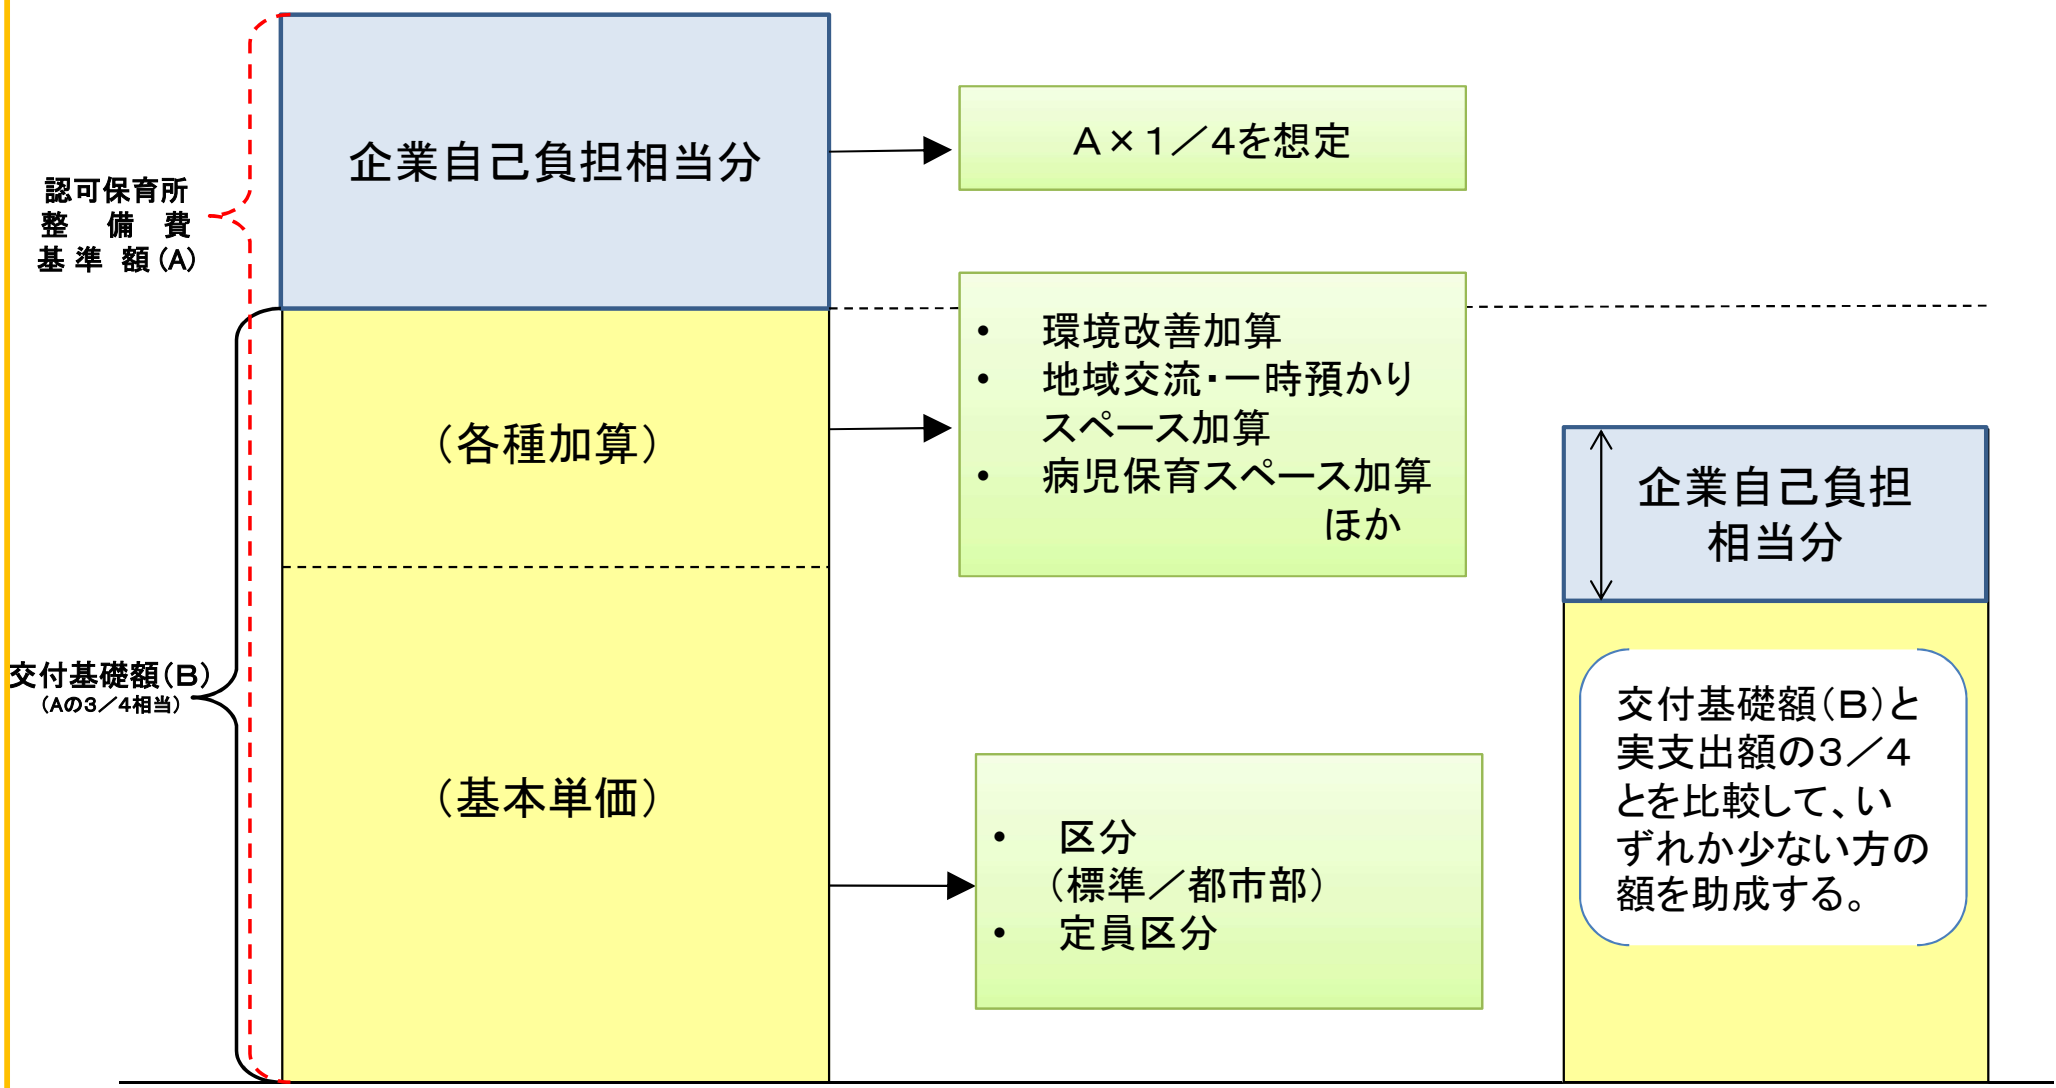 認可保育所
整 備 費
基 準 額(A)
企業自己負担相当分
A×1/4を想定
交付基礎額(B)
(Aの3/4相当)
(各種加算)
• 環境改善加算
• 地域交流・一時預かり
スペース加算
• 病児保育スペース加算
ほか
(基本単価)
• 区分
(標準/都市部)
• 定員区分
企業自己負担
相当分
交付基礎額(B)と
実支出額の3/4
とを比較して、い
ずれか少ない方の
額を助成する。